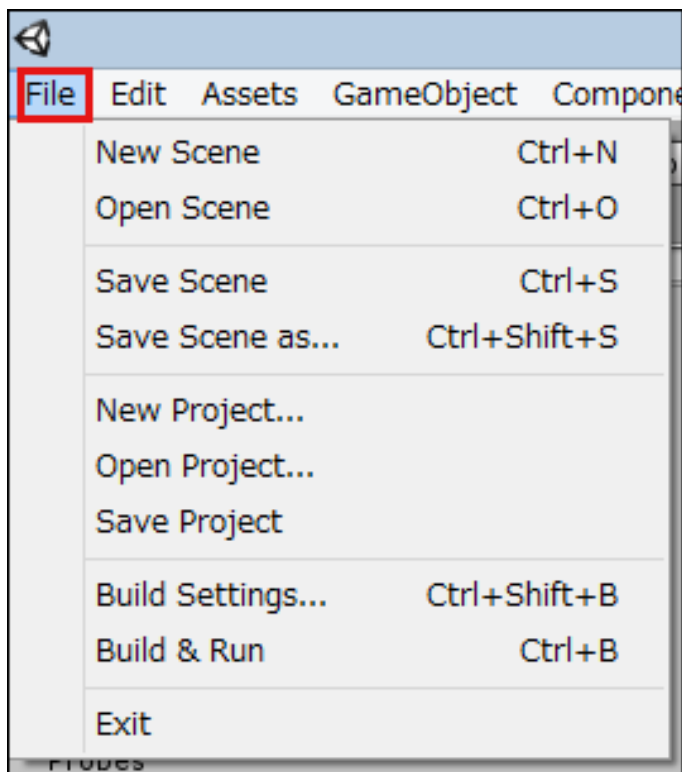 File Edit Assets GameObject
New Scene Ctrl+N
Open Scene Ctrl+O
Save Scene Ctrl+S
Save Scene as... Ctrl+Shift+S
New Project...
Open Project...
Save Project
Build Settings... Ctrl+Shift+B
Build & Run Ctrl+B
Exit